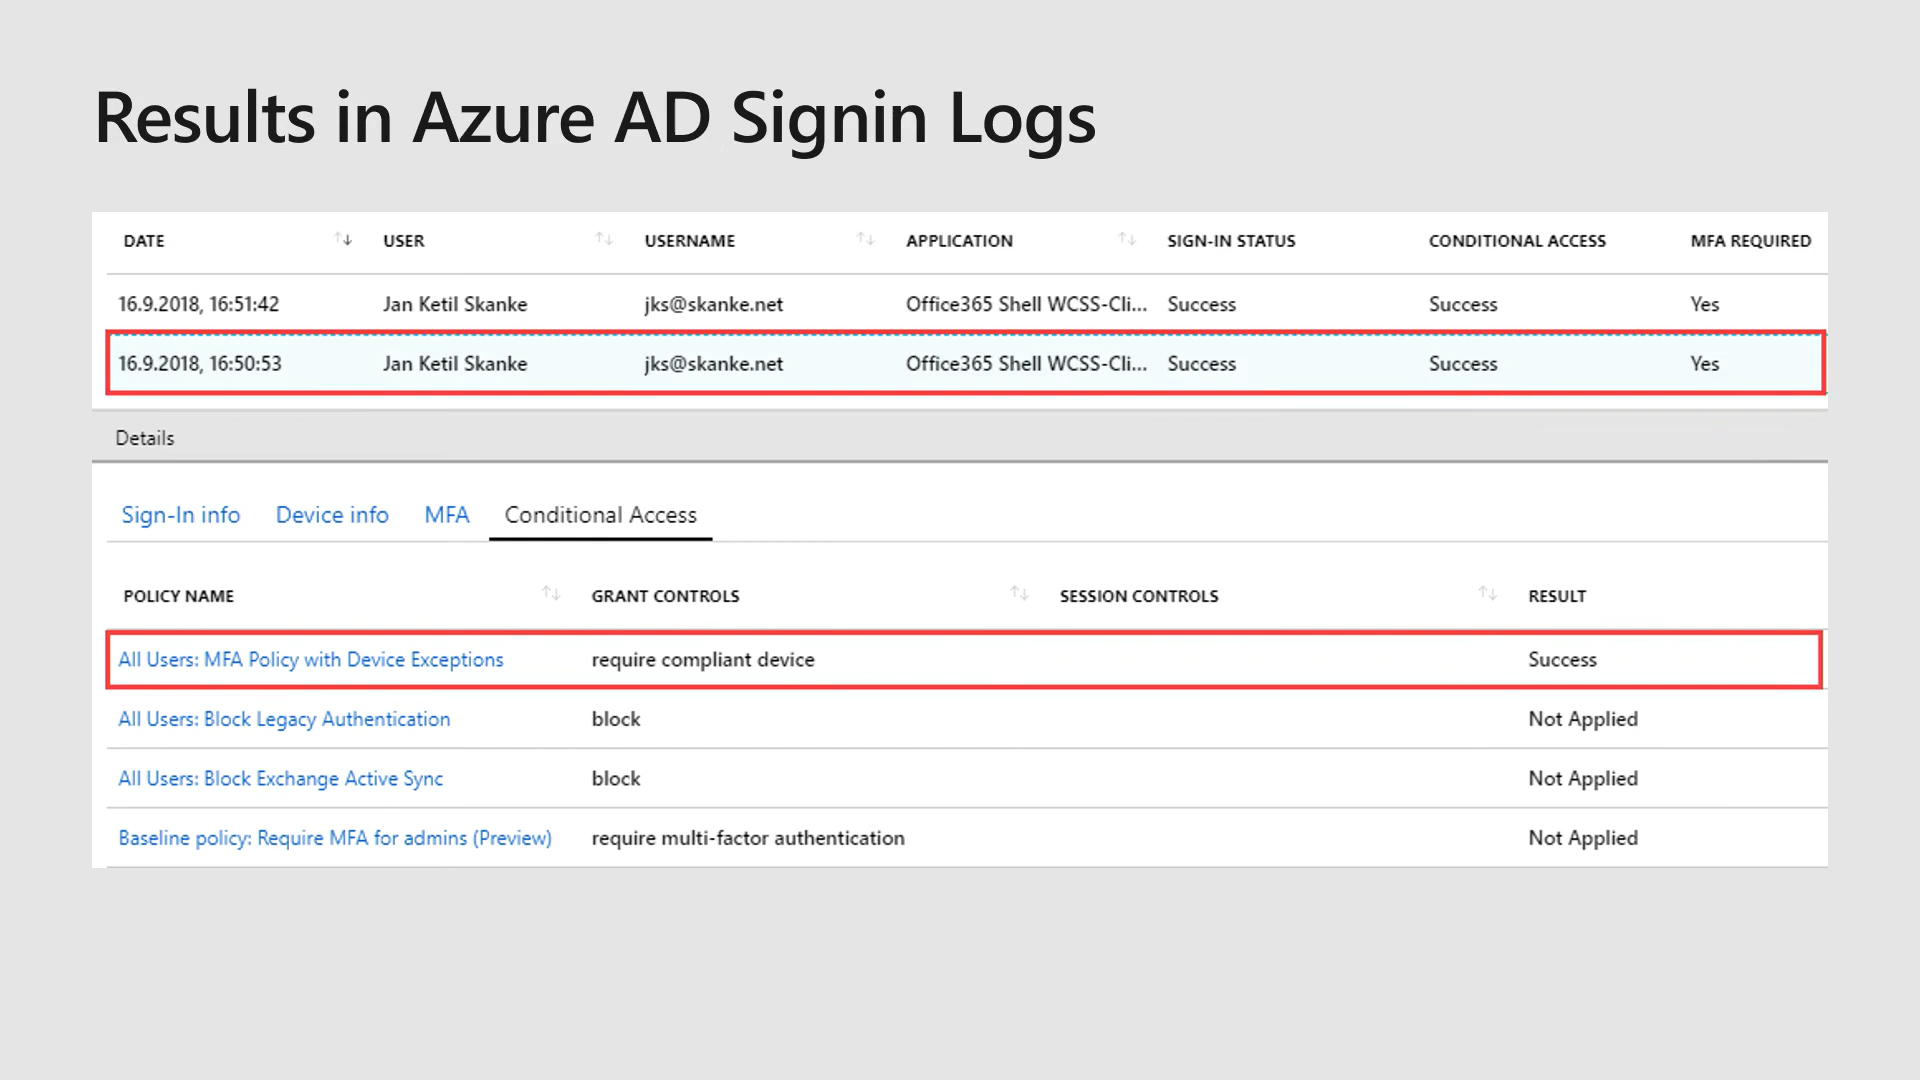 Results in Azure AD Signin Logs
DATE USER USERNAME APPLICATION SIGN-IN STATUS CONDITIONAL ACCESS MFA REQUIRED
16.9.2018, 16:51:42 Jan Ketil Skanke jks@skanke.net Office365 Shell WCSS-Cli... Success Success Yes
16.9.2018, 16:50:53 Jan Ketil Skanke jks@skanke.net Office365 Shell WCSS-Cli... Success Success Yes
Details
Sign-In info Device info MFA Conditional Access
POLICY NAME GRANT CONTROLS SESSION CONTROLS RESULT
All Users: MFA Policy with Device Exceptions require compliant device Success
All Users: Block Legacy Authentication block Not Applied
All Users: Block Exchange Active Sync block Not Applied
Baseline policy: Require MFA for admins (Preview) require multi-factor authentication Not Applied